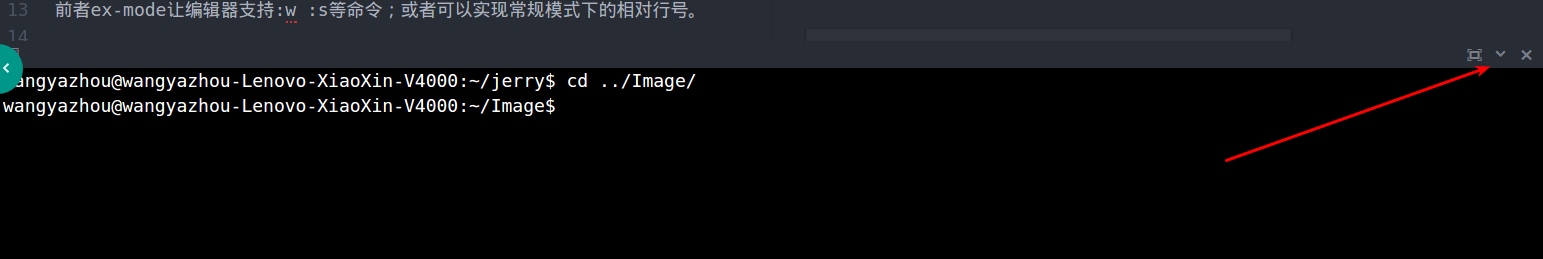 13 前者ex-mode让编辑器支持:w :s等命令；或者可以实现常规模式下的相对行号。
14
angyazhou@wangyazhou-Lenovo-XiaoXin-V4000:~/jerry$ cd ../Image/
wangyazhou@wangyazhou-Lenovo-XiaoXin-V4000:~/Image$